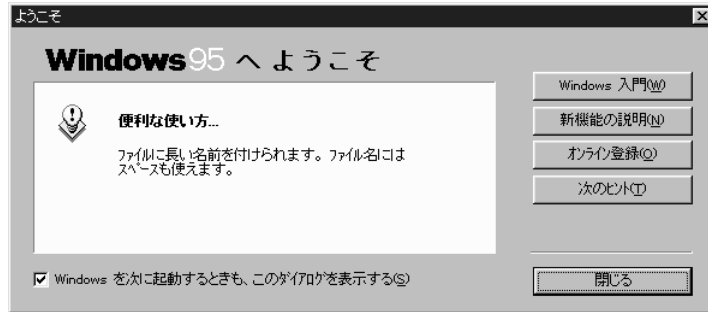 ようこそ
Windows95 へようこそ
便利な使い方...
ファイルに長い名前を付けられます。ファイル名には
スペースも使えます。
Windows 入門(W)
新機能の説明(N)
オンライン登録(O)
次のヒント(T)
Windows を次に起動するときも、このダイアログを表示する(S)
閉じる